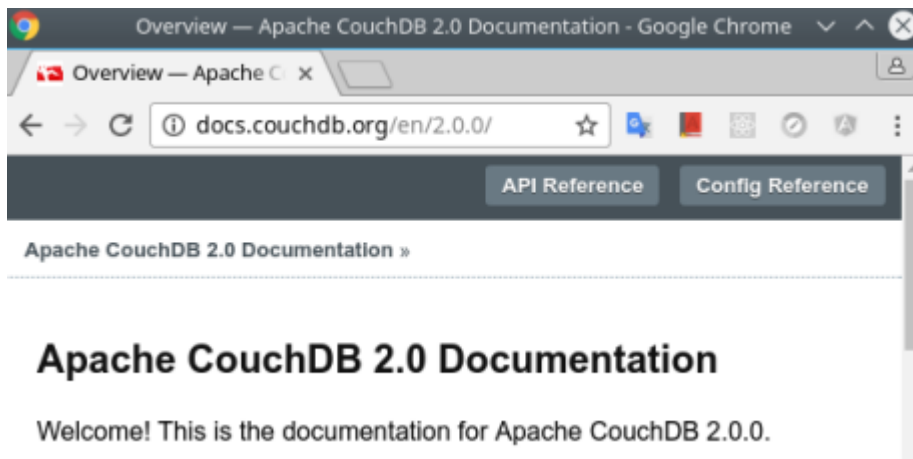 Overview — Apache CouchDB 2.0 Documentation - Google Chrome
Overview — Apache C
docs.couchdb.org/en/2.0.0/
API Reference Config Reference
Apache CouchDB 2.0 Documentation »
Apache CouchDB 2.0 Documentation
Welcome! This is the documentation for Apache CouchDB 2.0.0.